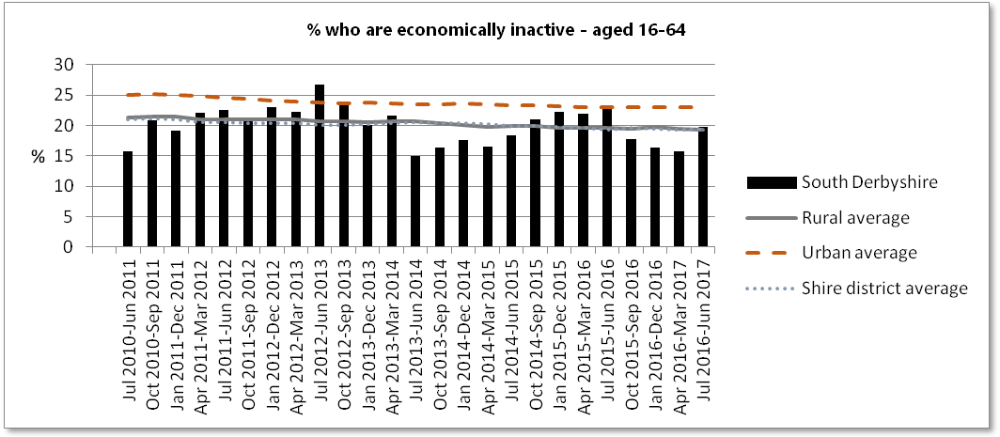 % who are economically inactive - aged 16-64
30
25
20
15
10
5
0
%
Jul 2010-Jun 2011
Oct 2010-Sep 2011
Jan 2011-Dec 2011
Apr 2011-Mar 2012
Jul 2011-Jun 2012
Oct 2011-Sep 2012
Jan 2012-Dec 2012
Apr 2012-Mar 2013
Jul 2012-Jun 2013
Oct 2012-Sep 2013
Jan 2013-Dec 2013
Apr 2013-Mar 2014
Jul 2013-Jun 2014
Oct 2013-Sep 2014
Jan 2014-Dec 2014
Apr 2014-Mar 2015
Jul 2014-Jun 2015
Oct 2014-Sep 2015
Jan 2015-Dec 2015
Apr 2015-Mar 2016
Jul 2015-Jun 2016
Oct 2015-Sep 2016
Jan 2016-Dec 2016
Apr 2016-Mar 2017
Jul 2016-Jun 2017
South Derbyshire
Rural average
Urban average
Shire district average